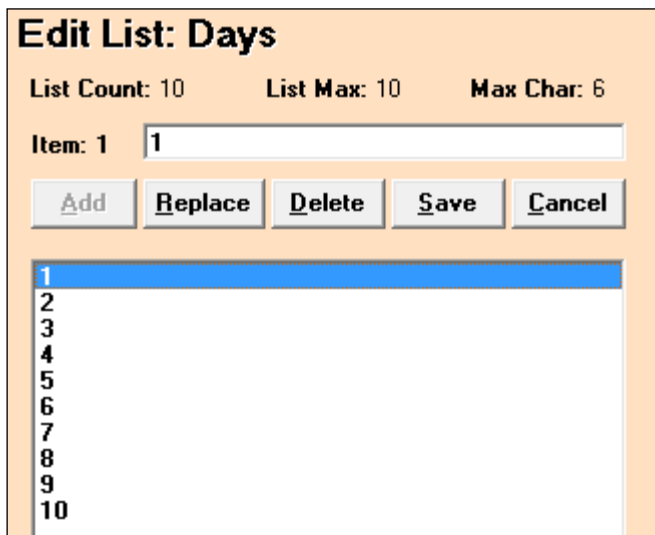 Edit List: Days
List Count: 10 List Max: 10 Max Char: 6
Item: 1 1
Add Replace Delete Save Cancel
1
2
3
4
5
6
7
8
9
10